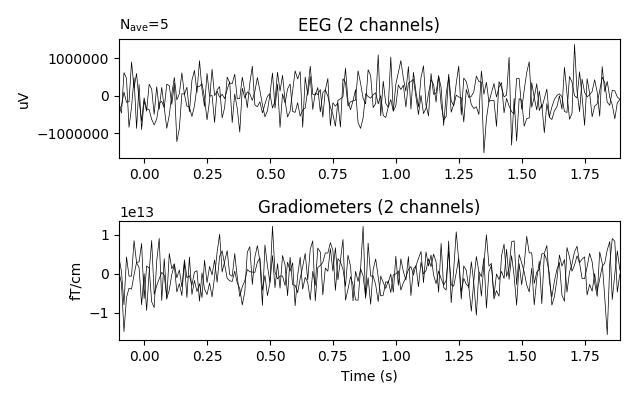 Nave=5
EEG (2 channels)
1000000
0
−1000000
uV
0.00 0.25 0.50 0.75 1.00 1.25 1.50 1.75
1e13
Gradiometers (2 channels)
1
0
−1
fT/cm
0.00 0.25 0.50 0.75 1.00 1.25 1.50 1.75
Time (s)